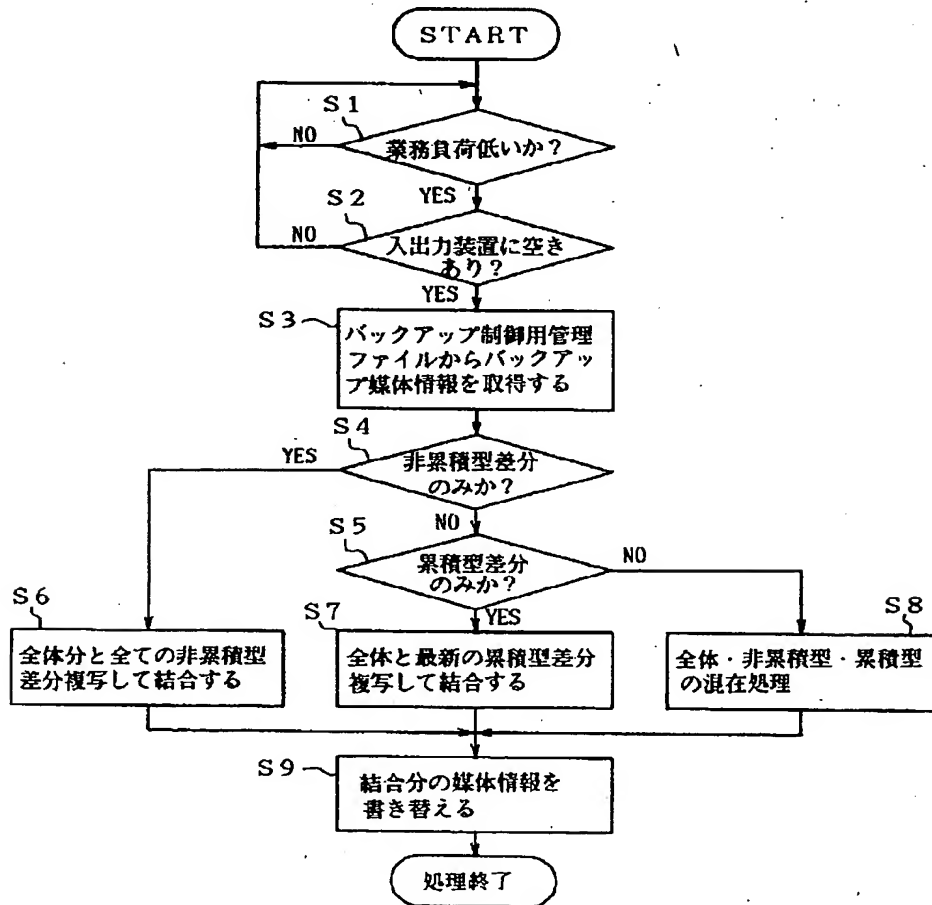 START
S1
NO
業務負荷低いか?
YES
S2
NO
入出力装置に空き
あり?
YES
S3
バックアップ制御用管理
ファイルからバックアッ
プ媒体情報を取得する
S4
YES
非累積型差分
のみか?
NO
S5
NO
累積型差分
のみか?
YES
S6
全体分と全ての非累積型
差分複写して結合する
S7
全体と最新の累積型差分
複写して結合する
S8
全体・非累積型・累積型
の混在処理
S9
結合分の媒体情報を
書き替える
処理終了